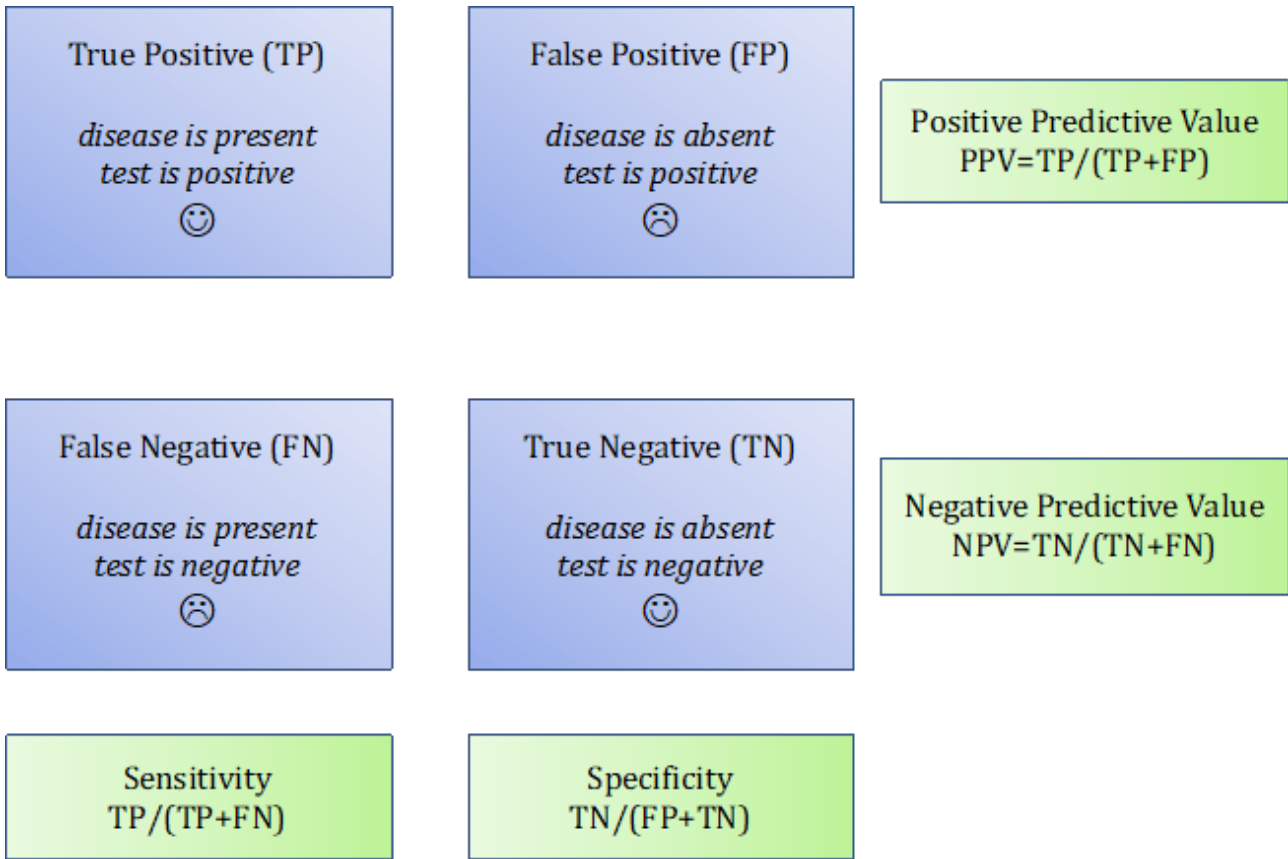 True Positive (TP)
disease is present
test is positive
☺
False Positive (FP)
disease is absent
test is positive
☹
Positive Predictive Value
PPV=TP/(TP+FP)
False Negative (FN)
disease is present
test is negative
☹
True Negative (TN)
disease is absent
test is negative
☺
Negative Predictive Value
NPV=TN/(TN+FN)
Sensitivity
TP/(TP+FN)
Specificity
TN/(FP+TN)